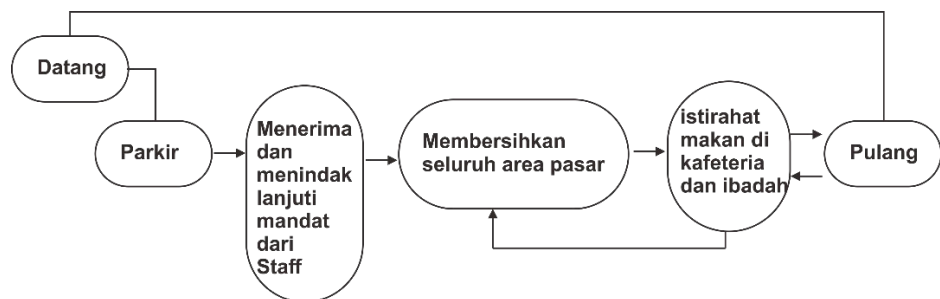 Datang
Parkir
Menerima
dan
menindak
lanjuti
mandat
dari
Staff
Membersihkan
seluruh area pasar
istirahat
makan di
kafeteria
dan ibadah
Pulang